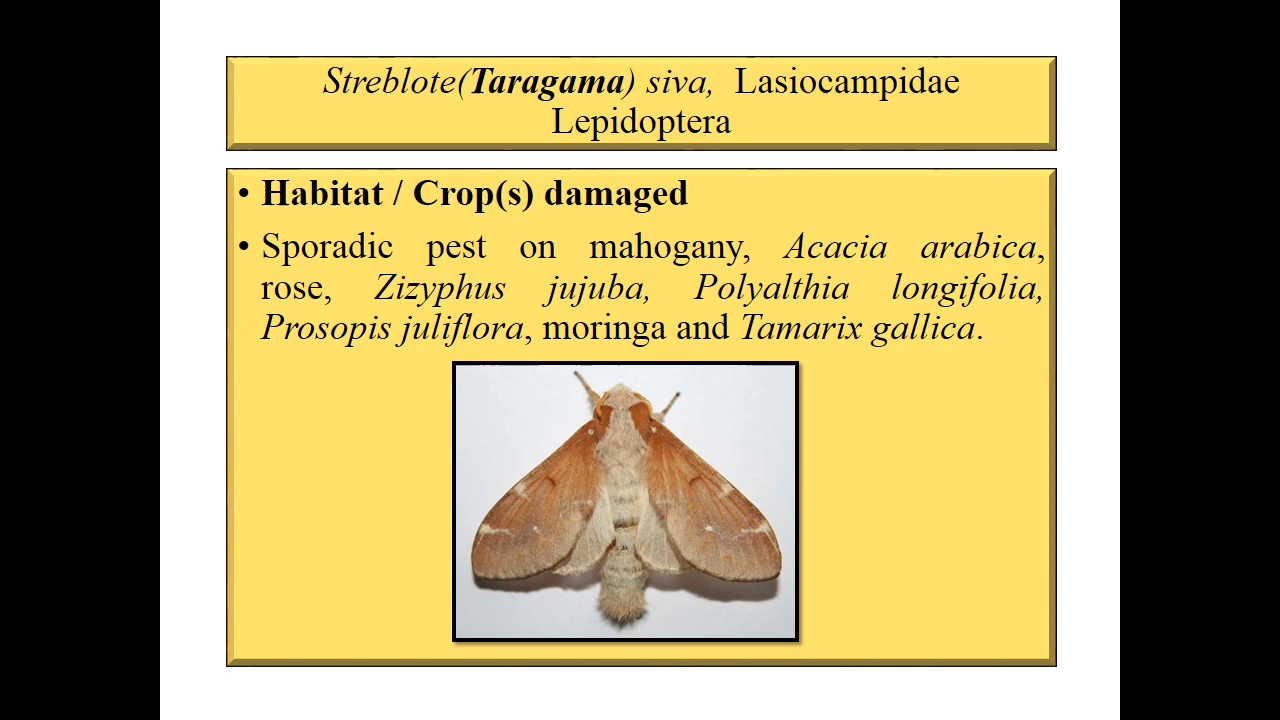 Streblote(Taragama) siva, Lasiocampidae
Lepidoptera
• Habitat / Crop(s) damaged
• Sporadic pest on mahogany, Acacia arabica,
rose, Zizyphus jujuba, Polyalthia longifolia,
Prosopis juliflora, moringa and Tamarix gallica.